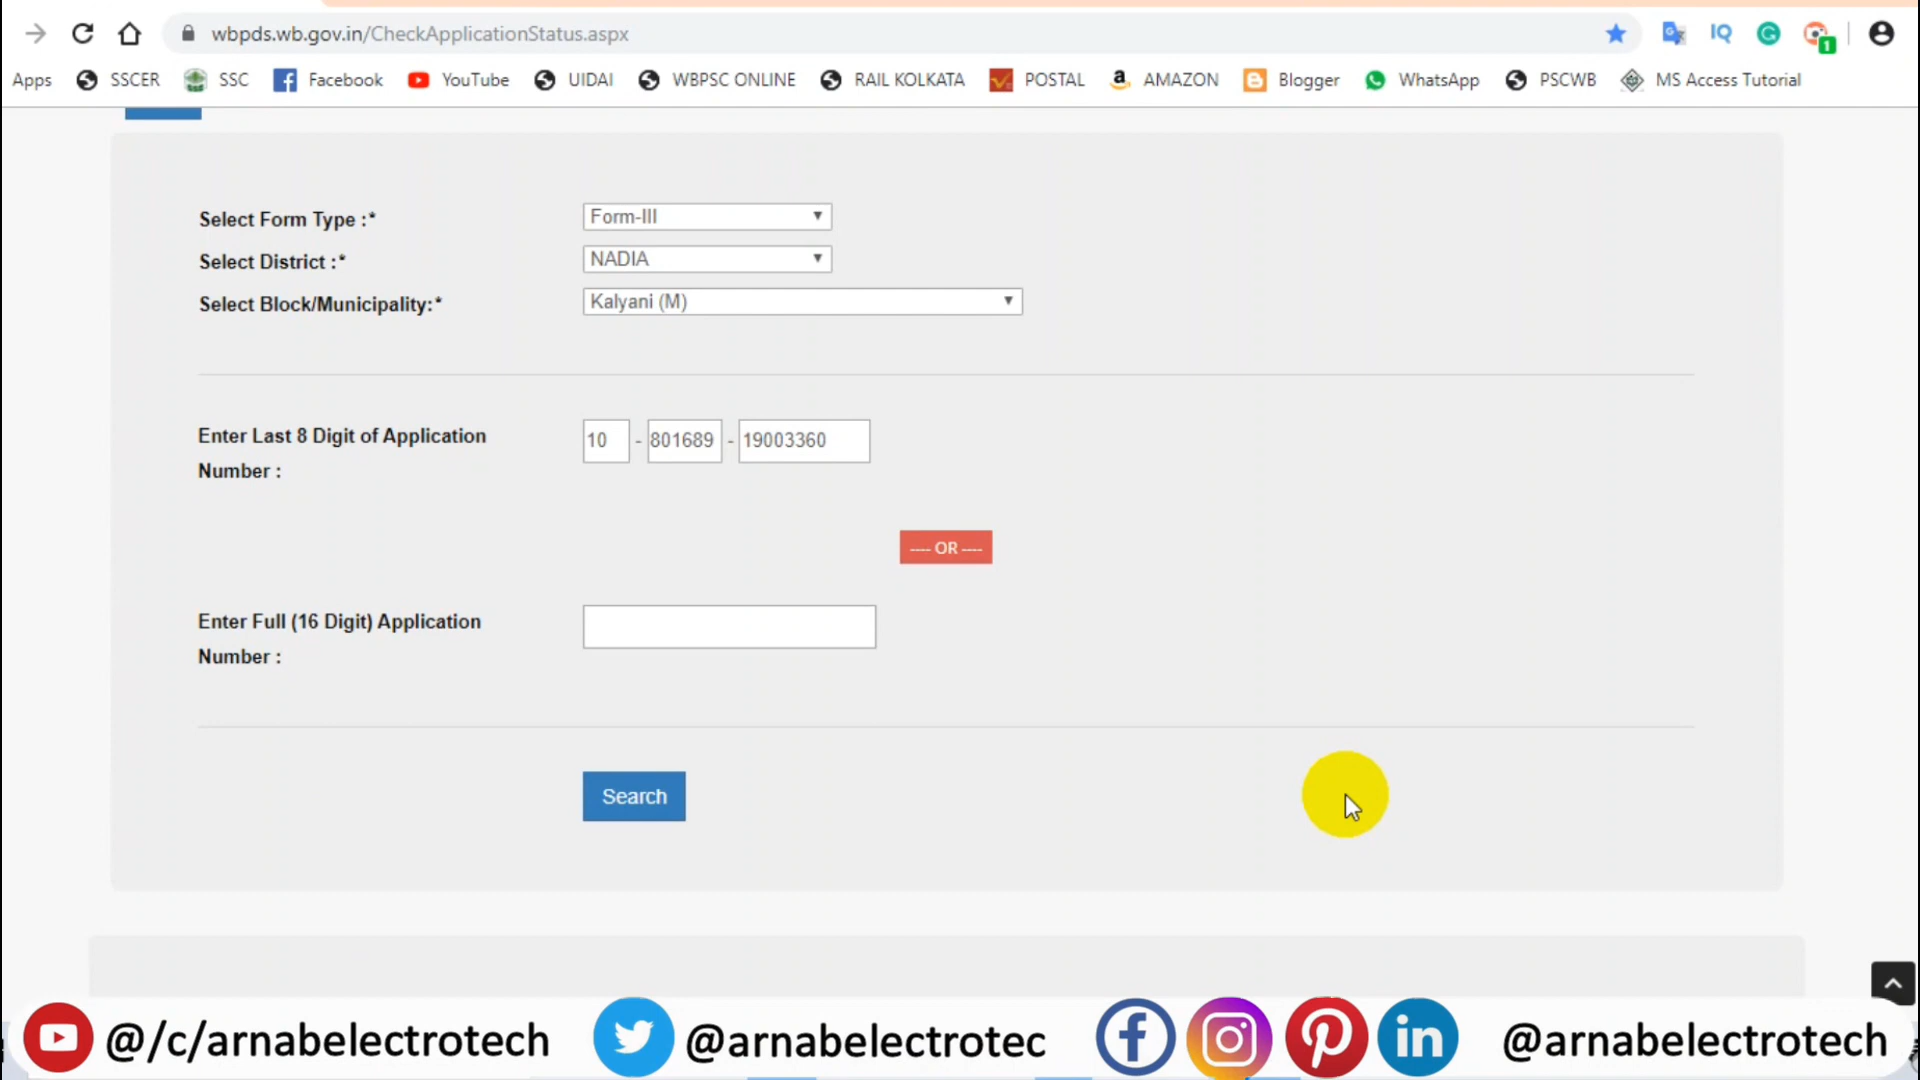 wbpds.wb.gov.in/CheckApplicationStatus.aspx
IQ
1
Apps SSCER SSC Facebook YouTube UIDAI WBPSC ONLINE RAIL KOLKATA POSTAL AMAZON Blogger WhatsApp PSCWB MS Access Tutorial
Select Form Type :* Form-III
Select District :* NADIA
Select Block/Municipality:* Kalyani (M)
Enter Last 8 Digit of Application
Number :
10 - 801689 - 19003360
---- OR ----
Enter Full (16 Digit) Application
Number :
Search
@/c/arnabelectrotech @arnabelectrotec @arnabelectrotech